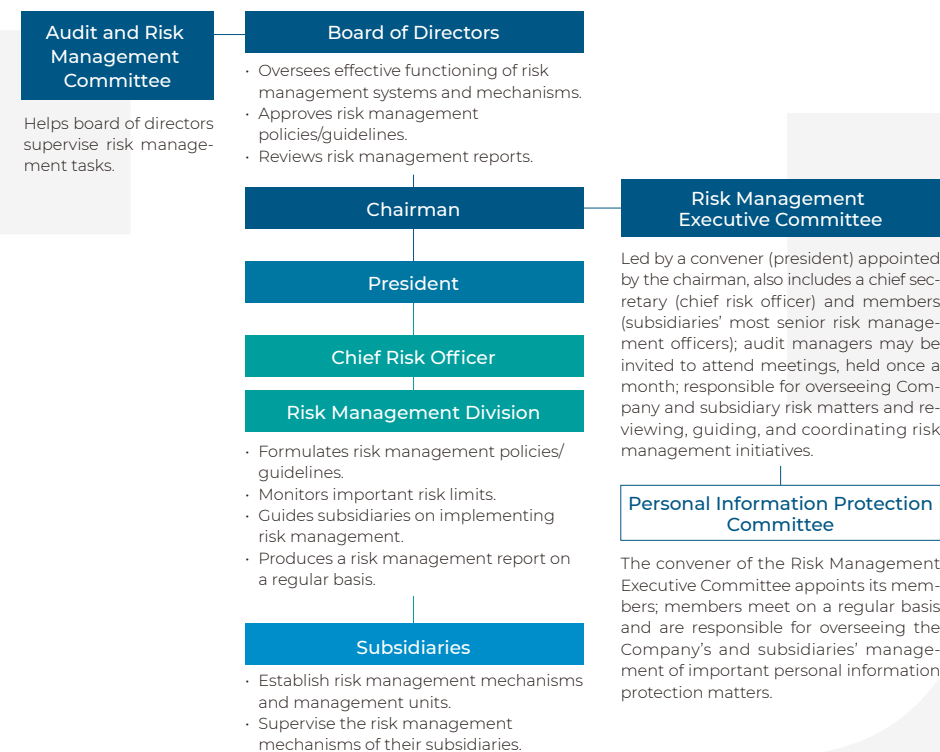 Audit and Risk
Management
Committee
Helps board of directors
supervise risk manage-
ment tasks.
Board of Directors
· Oversees effective functioning of risk
management systems and mechanisms.
· Approves risk management
policies/guidelines.
· Reviews risk management reports.
Chairman
President
Chief Risk Officer
Risk Management Division
· Formulates risk management policies/
guidelines.
· Monitors important risk limits.
· Guides subsidiaries on implementing
risk management.
· Produces a risk management report on
a regular basis.
Subsidiaries
· Establish risk management mechanisms
and management units.
· Supervise the risk management
mechanisms of their subsidiaries.
Risk Management
Executive Committee
Led by a convener (president) appointed
by the chairman, also includes a chief sec-
retary (chief risk officer) and members
(subsidiaries' most senior risk manage-
ment officers); audit managers may be
invited to attend meetings, held once a
month; responsible for overseeing Com-
pany and subsidiary risk matters and re-
viewing, guiding, and coordinating risk
management initiatives.
Personal Information Protection
Committee
The convener of the Risk Management
Executive Committee appoints its mem-
bers; members meet on a regular basis
and are responsible for overseeing the
Company's and subsidiaries' manage-
ment of important personal information
protection matters.